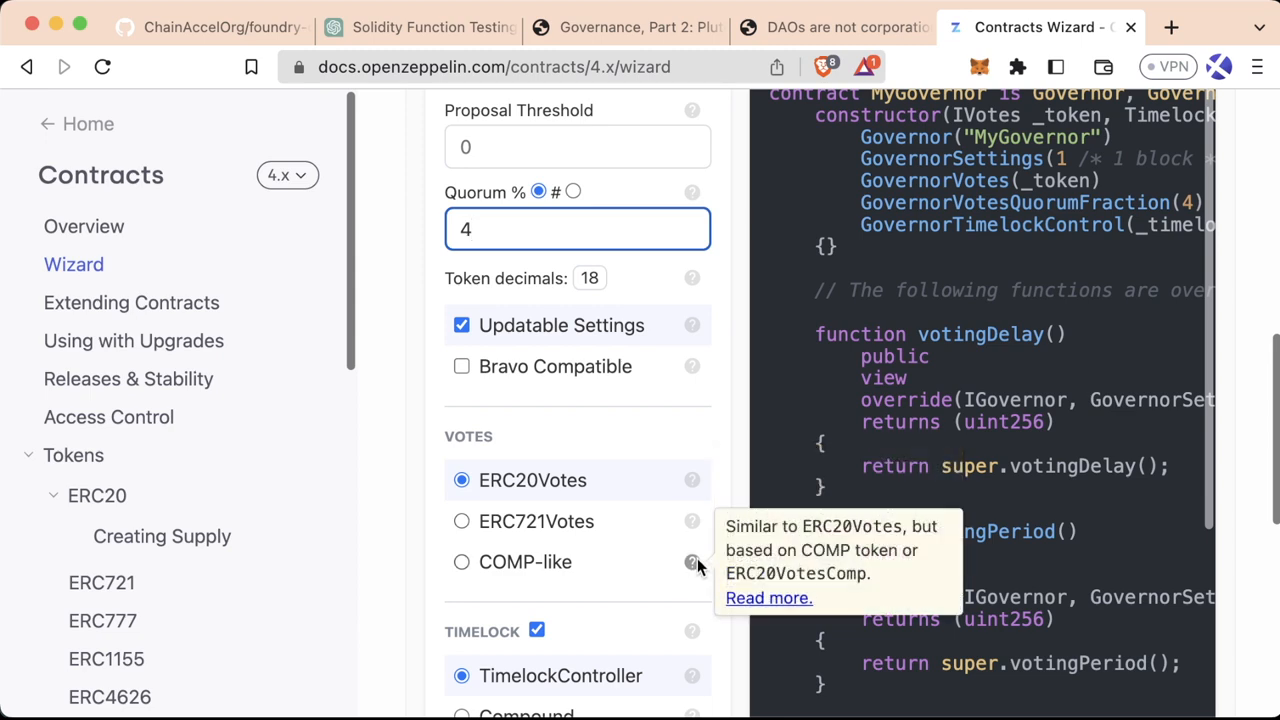 ChainAccelOrg/foundry-
Solidity Function Testing
Governance, Part 2: Plut
DAOs are not corporatio
Contracts Wizard -
docs.openzeppelin.com/contracts/4.x/wizard
8
1
VPN
← Home
Contracts
4.x
Overview
Wizard
Extending Contracts
Using with Upgrades
Releases & Stability
Access Control
Tokens
ERC20
Creating Supply
ERC721
ERC777
ERC1155
ERC4626
Proposal Threshold
0
Quorum % #
4
Token decimals: 18
Updatable Settings
Bravo Compatible
VOTES
ERC20Votes
ERC721Votes
COMP-like
TIMELOCK
TimelockController
Compound
Similar to ERC20Votes, but
based on COMP token or
ERC20VotesComp.
Read more.
contract MyGovernor is Governor, Govern
constructor(IVotes _token, Timelock
Governor("MyGovernor")
GovernorSettings(1 /* 1 block *
GovernorVotes(_token)
GovernorVotesQuorumFraction(4)
GovernorTimelockControl(_timelo
{}
// The following functions are over
function votingDelay()
public
view
override(IGovernor, GovernorSet
returns (uint256)
{
return super.votingDelay();
}
ngPeriod()
IGovernor, GovernorSet
returns (uint256)
{
return super.votingPeriod();
}